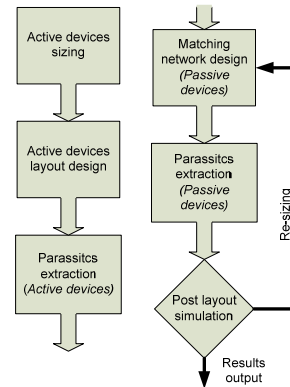 Active devices
sizing
Active devices
layout design
Parassitcs
extraction
(Active devices)
Matching
network design
(Passive
devices)
Parassitcs
extraction
(Passive
devices)
Post layout
simulation
Re-sizing
Results
output